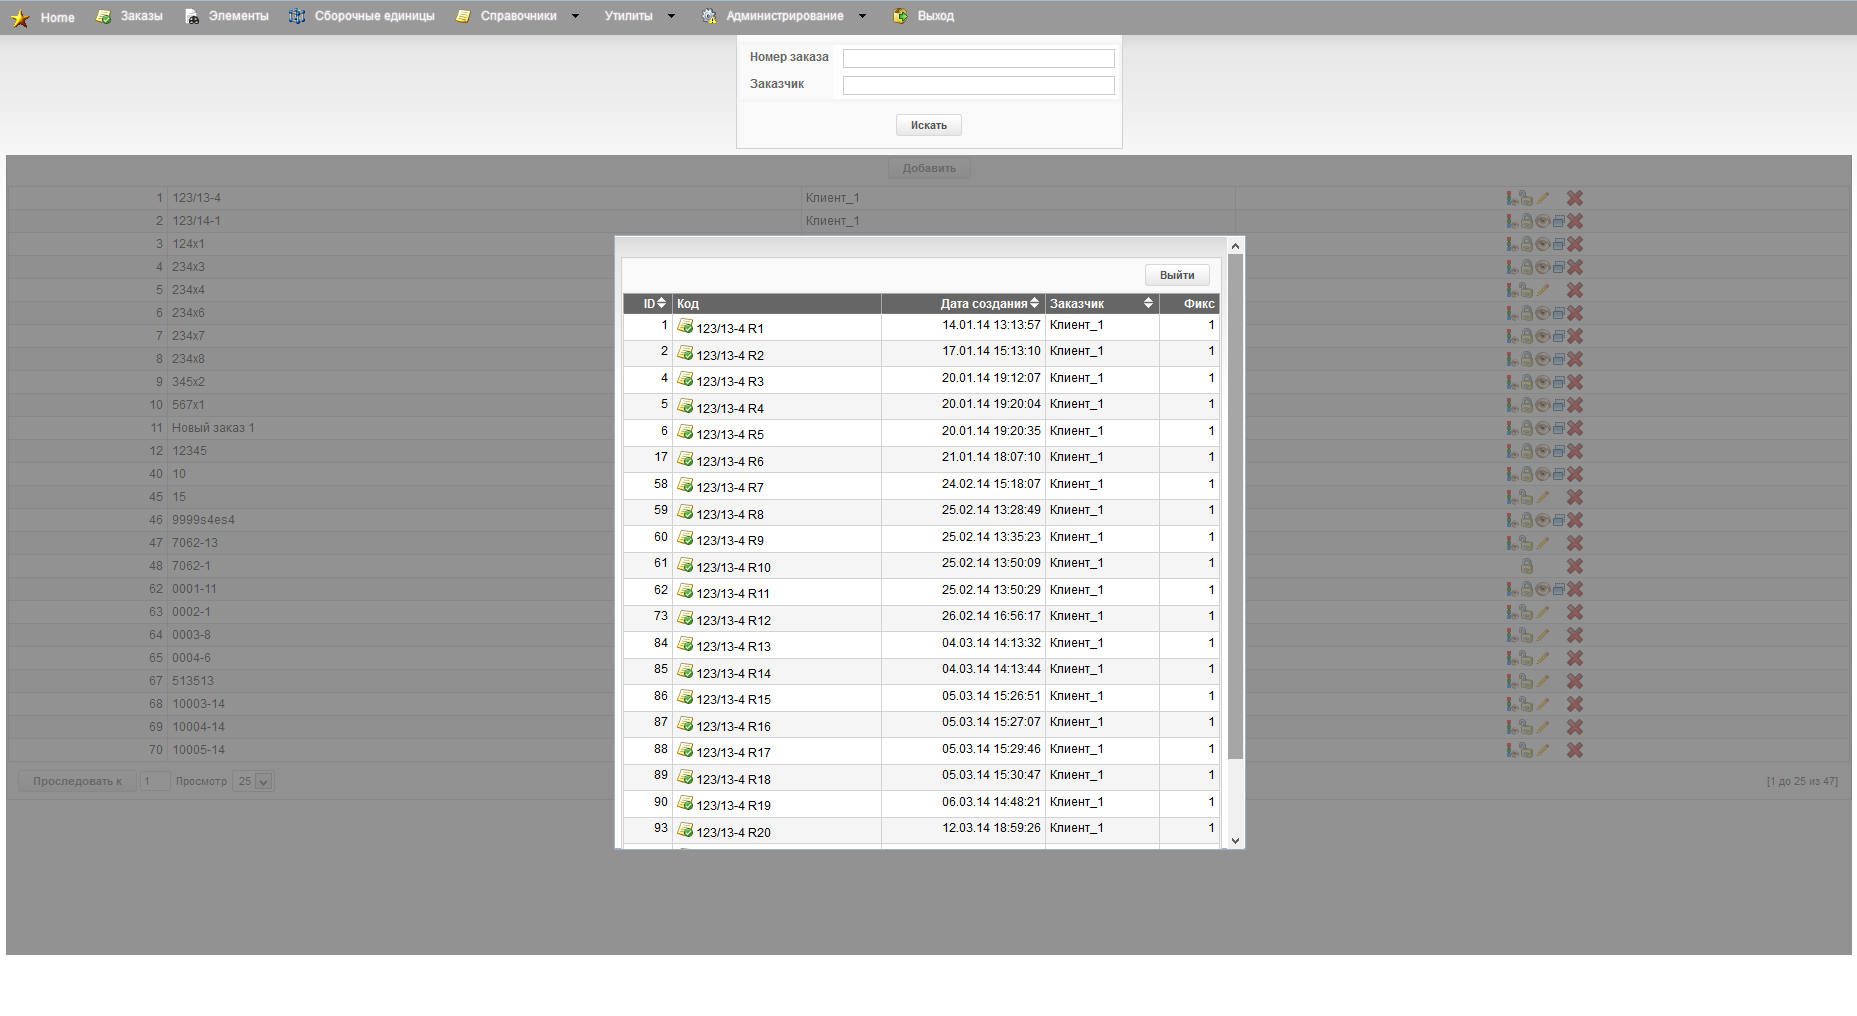 Home Заказы Элементы Сборочные единицы Справочники Утилиты Администрирование Выход
Номер заказа
Заказчик
Искать
Добавить
1 123/13-4 Клиент_1
2 123/14-1 Клиент_1
3 124x1
4 234x3
5 234x4
6 234x6
7 234x7
8 234x8
9 345x2
10 567x1
11 Новый заказ 1
12 12345
40 10
45 15
46 9999s4es4
47 7062-13
48 7062-1
62 0001-11
63 0002-1
64 0003-8
65 0004-6
67 513513
68 10003-14
69 10004-14
70 10005-14
Проследовать к 1 Просмотр 25 [1 до 25 из 47]
Выйти
ID Код Дата создания Заказчик Фикс
1 123/13-4 R1 14.01.14 13:13:57 Клиент_1 1
2 123/13-4 R2 17.01.14 15:13:10 Клиент_1 1
4 123/13-4 R3 20.01.14 19:12:07 Клиент_1 1
5 123/13-4 R4 20.01.14 19:20:04 Клиент_1 1
6 123/13-4 R5 20.01.14 19:20:35 Клиент_1 1
17 123/13-4 R6 21.01.14 18:07:10 Клиент_1 1
58 123/13-4 R7 24.02.14 15:18:07 Клиент_1 1
59 123/13-4 R8 25.02.14 13:28:49 Клиент_1 1
60 123/13-4 R9 25.02.14 13:35:23 Клиент_1 1
61 123/13-4 R10 25.02.14 13:50:09 Клиент_1 1
62 123/13-4 R11 25.02.14 13:50:29 Клиент_1 1
73 123/13-4 R12 26.02.14 16:56:17 Клиент_1 1
84 123/13-4 R13 04.03.14 14:13:32 Клиент_1 1
85 123/13-4 R14 04.03.14 14:13:44 Клиент_1 1
86 123/13-4 R15 05.03.14 15:26:51 Клиент_1 1
87 123/13-4 R16 05.03.14 15:27:07 Клиент_1 1
88 123/13-4 R17 05.03.14 15:29:46 Клиент_1 1
89 123/13-4 R18 05.03.14 15:30:47 Клиент_1 1
90 123/13-4 R19 06.03.14 14:48:21 Клиент_1 1
93 123/13-4 R20 12.03.14 18:59:26 Клиент_1 1